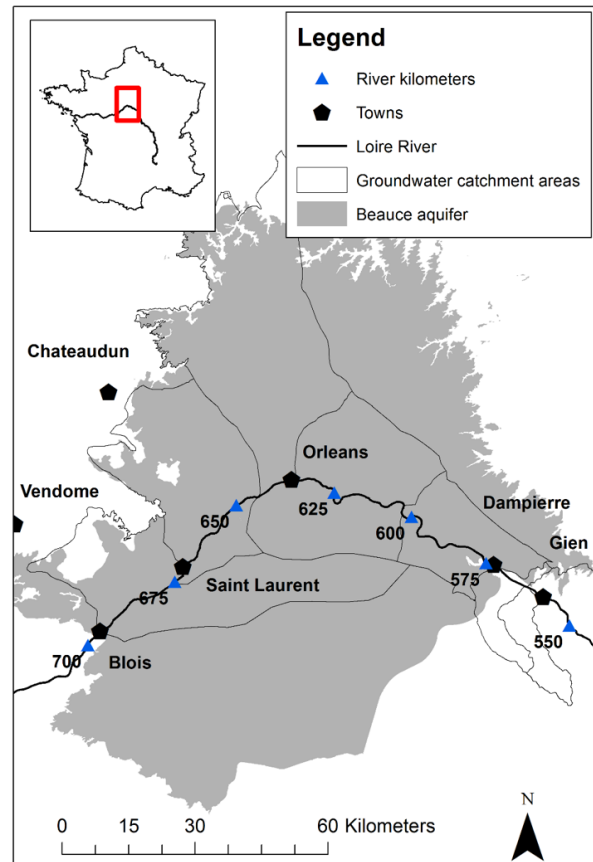 Legend
River kilometers
Towns
Loire River
Groundwater catchment areas
Beauce aquifer
Chateaudun
Orleans
Vendome
650
625
Dampierre
600
Gien
575
675
Saint Laurent
550
700
Blois
N
0 15 30 60 Kilometers